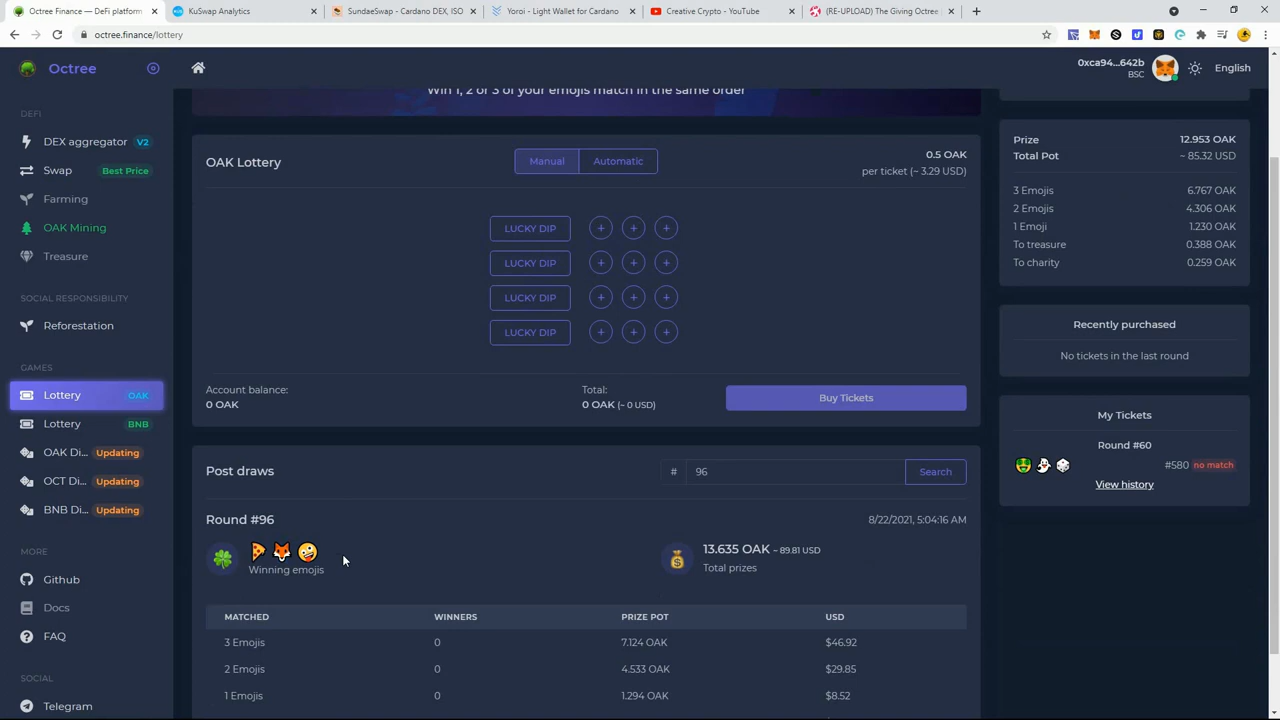 Octree Finance — DeFi platform,
KuSwap Analytics
SundaeSwap - Cardano DEX, ISO
Yoroi - Light Wallet for Cardano
Creative Crypto - YouTube
(RE-UPLOAD) The Giving Octree
octree.finance/lottery
Octree
0xca94...642b
BSC
English
DEFI
DEX aggregator V2
Swap Best Price
Farming
OAK Mining
Treasure
SOCIAL RESPONSIBILITY
Reforestation
GAMES
Lottery OAK
Lottery BNB
OAK Di... Updating
OCT Di... Updating
BNB Di... Updating
MORE
Github
Docs
FAQ
SOCIAL
Telegram
Win 1, 2 or 3 of your emojis match in the same order
OAK Lottery
Manual Automatic
0.5 OAK
per ticket (~ 3.29 USD)
LUCKY DIP + + +
LUCKY DIP + + +
LUCKY DIP + + +
LUCKY DIP + + +
Account balance:
0 OAK
Total:
0 OAK (~ 0 USD)
Buy Tickets
Post draws
# 96 Search
Round #96
8/22/2021, 5:04:16 AM
Winning emojis
13.635 OAK ~ 89.81 USD
Total prizes
MATCHED WINNERS PRIZE POT USD
3 Emojis 0 7.124 OAK $46.92
2 Emojis 0 4.533 OAK $29.85
1 Emojis 0 1.294 OAK $8.52
Prize 12.953 OAK
Total Pot ~ 85.32 USD
3 Emojis 6.767 OAK
2 Emojis 4.306 OAK
1 Emoji 1.230 OAK
To treasure 0.388 OAK
To charity 0.259 OAK
Recently purchased
No tickets in the last round
My Tickets
Round #60
#580 no match
View history